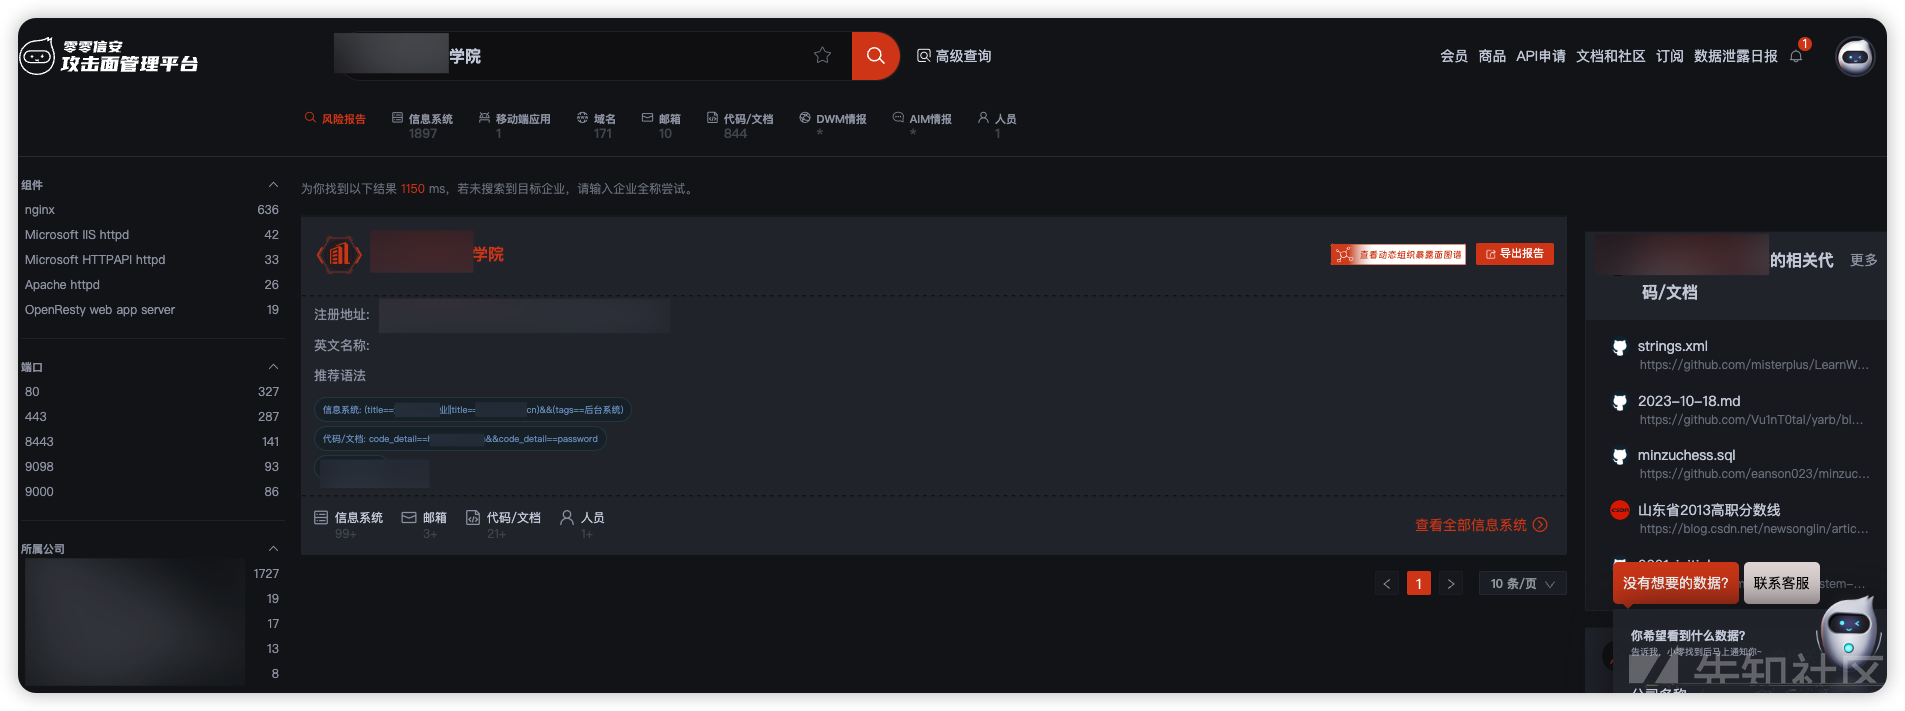 零零信安
攻击面管理平台
学院
高级查询
会员 商品 API申请 文档和社区 订阅 数据泄露日报 1
风险报告 信息系统 移动端应用 域名 邮箱 代码/文档 DWM情报 AIM情报 人员
1897 1 171 10 844 * * 1
为你找到以下结果 1150 ms，若未搜索到目标企业，请输入企业全称尝试。
组件
nginx 636
Microsoft IIS httpd 42
Microsoft HTTPAPI httpd 33
Apache httpd 26
OpenResty web app server 19
端口
80 327
443 287
8443 141
9098 93
9000 86
所属公司
1727
19
17
13
8
学院
查看动态组织暴露面图谱 导出报告
注册地址:
英文名称:
推荐语法
信息系统: (title== 业||title== cn)&&(tags==后台系统)
代码/文档: code_detail== &&code_detail==password
信息系统 邮箱 代码/文档 人员
99+ 3+ 21+ 1+
查看全部信息系统
< 1 > 10 条/页
的相关代 更多
码/文档
strings.xml
https://github.com/misterplus/LearnW...
2023-10-18.md
https://github.com/Vu1nT0tal/yarb/bl...
minzuchess.sql
https://github.com/eanson023/minzuc...
CSDN
山东省2013高职分数线
https://blog.csdn.net/newsonglin/artic...
stem-...
没有想要的数据?
联系客服
你希望看到什么数据?
告诉我，小零找到后马上通知你~
公司名称
先知社区